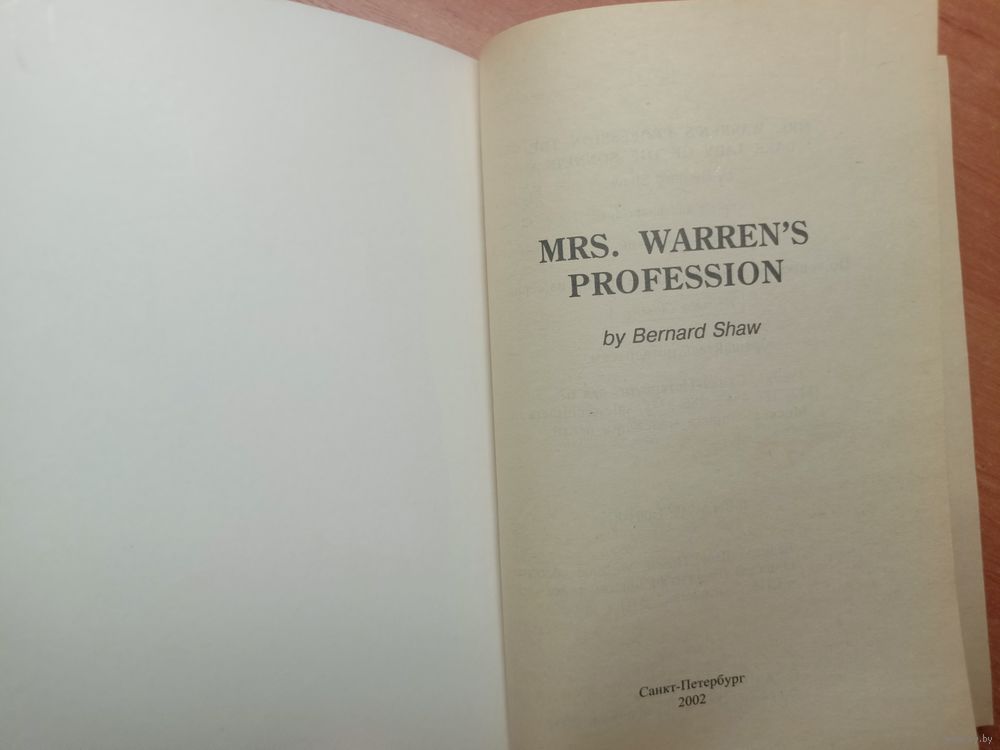 MRS. WARREN'S
PROFESSION
by Bernard Shaw
Санкт-Петербург
2002